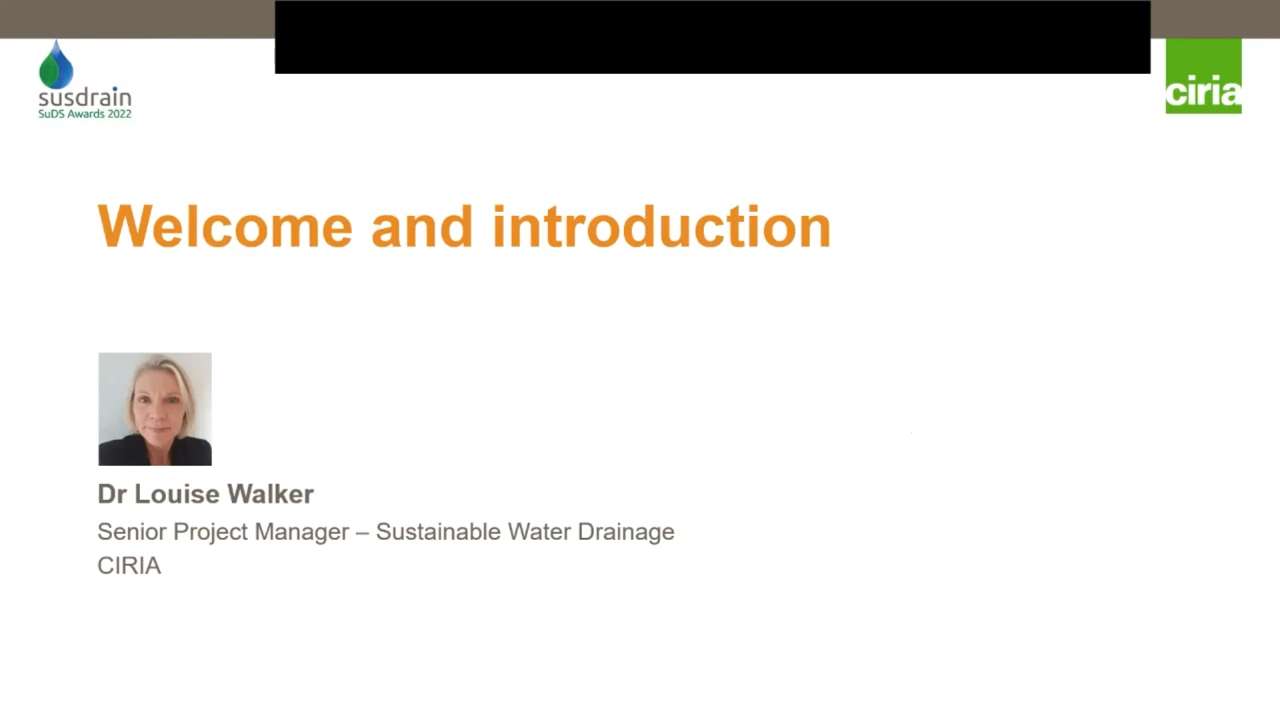 susdrain
SuDS Awards 2022
ciria
Welcome and introduction
Dr Louise Walker
Senior Project Manager – Sustainable Water Drainage
CIRIA